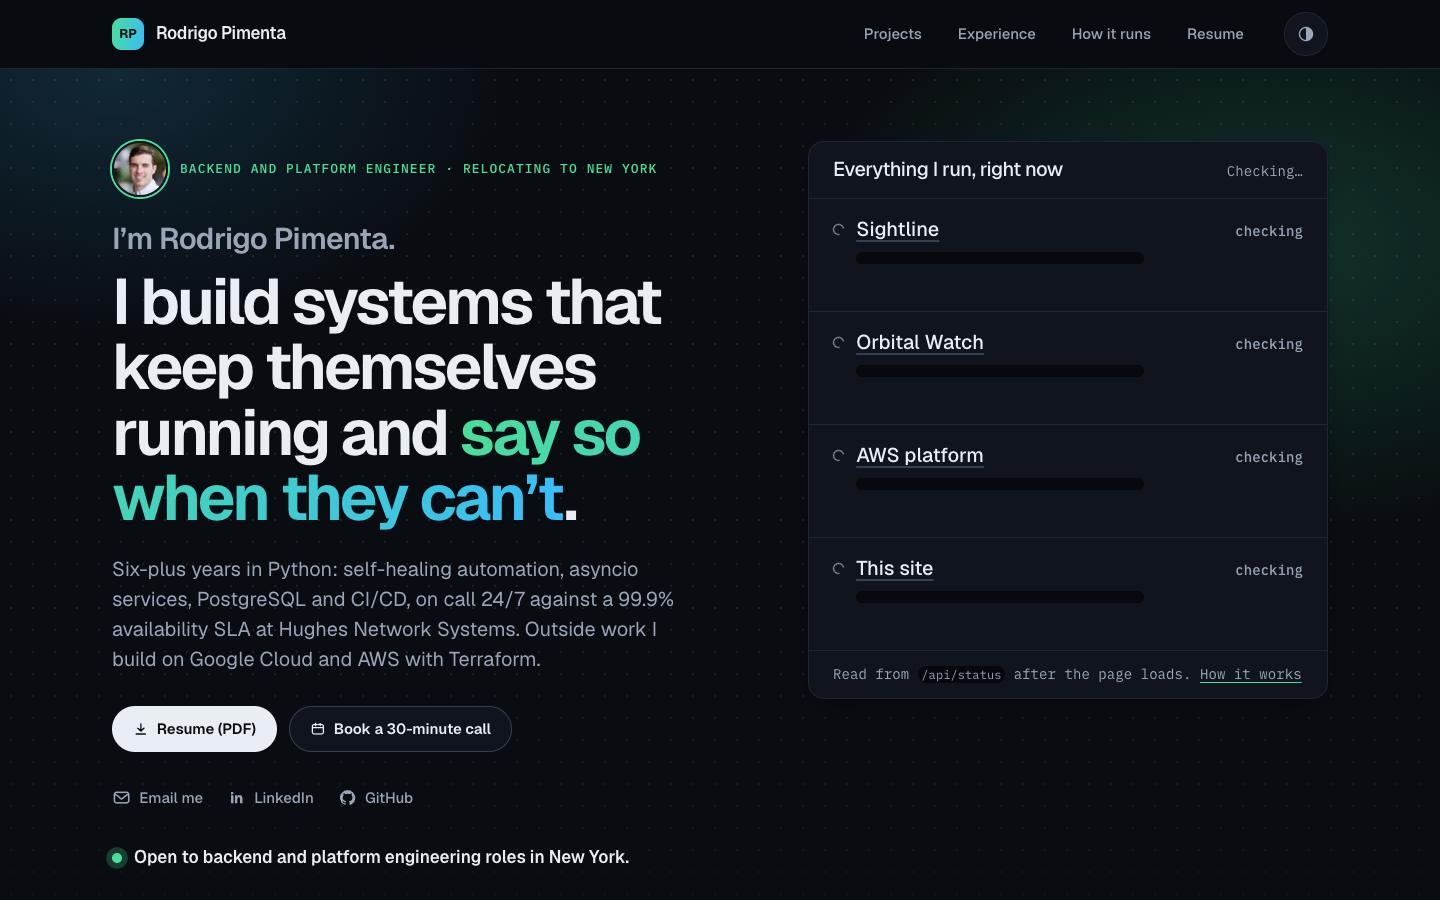 RP
Rodrigo Pimenta
Projects
Experience
How it runs
Resume
BACKEND AND PLATFORM ENGINEER · RELOCATING TO NEW YORK
I’m Rodrigo Pimenta.
I build systems that
keep themselves
running and say so
when they can’t.
Six-plus years in Python: self-healing automation, asyncio
services, PostgreSQL and CI/CD, on call 24/7 against a 99.9%
availability SLA at Hughes Network Systems. Outside work I
build on Google Cloud and AWS with Terraform.
Resume (PDF)
Book a 30-minute call
Email me
LinkedIn
GitHub
Open to backend and platform engineering roles in New York.
Everything I run, right now
Checking…
Sightline
checking
Orbital Watch
checking
AWS platform
checking
This site
checking
Read from /api/status after the page loads. How it works